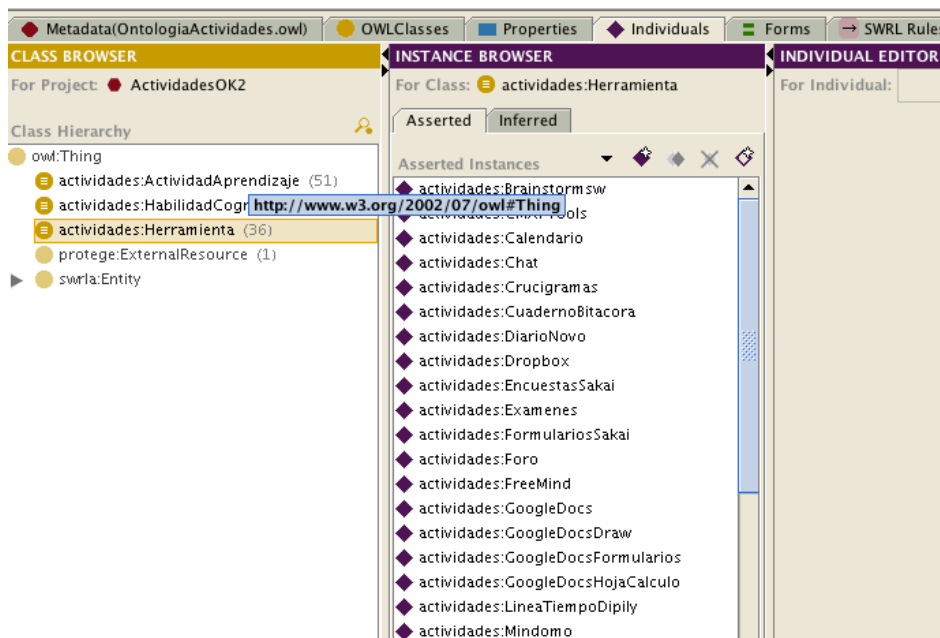 Metadata(OntologiaActividades.owl) OWLClasses Properties Individuals Forms SWRL Rules
CLASS BROWSER
For Project: ActividadesOK2
Class Hierarchy
owl:Thing
actividades:ActividadAprendizaje (51)
actividades:HabilidadCogr
http://www.w3.org/2002/07/owl#Thing
actividades:Herramienta (36)
protege:ExternalResource (1)
swrla:Entity
INSTANCE BROWSER
For Class: actividades:Herramienta
Asserted Inferred
Asserted Instances
actividades:Brainstormsw
actividades:Calendario
actividades:Chat
actividades:Crucigramas
actividades:CuadernoBitacora
actividades:DiarioNovo
actividades:Dropbox
actividades:EncuestasSakai
actividades:Examenes
actividades:FormulariosSakai
actividades:Foro
actividades:FreeMind
actividades:GoogleDocs
actividades:GoogleDocsDraw
actividades:GoogleDocsFormularios
actividades:GoogleDocsHojaCalculo
actividades:LineaTiempoDipily
actividades:Mindomo
INDIVIDUAL EDITOR
For Individual: